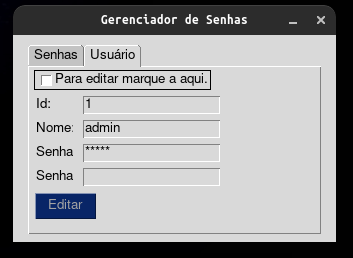 Gerenciador de Senhas
Senhas Usuário
Para editar marque a aqui.
Id: 1
Nome: admin
Senha *****
Senha
Editar